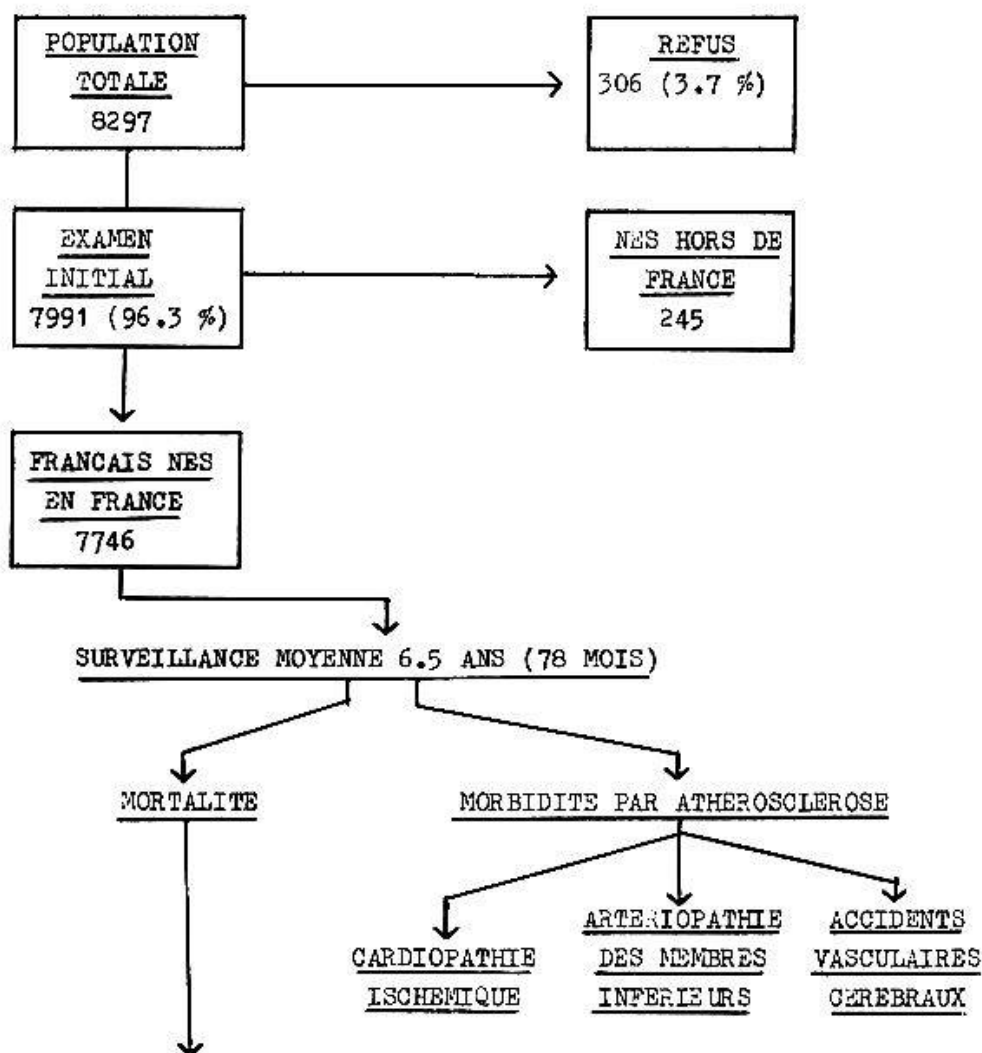 POPULATION
TOTALE
8297
REFUS
306 (3.7 %)
EXAMEN
INITIAL
7991 (96.3 %)
NES HORS DE
FRANCE
245
FRANCAIS NES
EN FRANCE
7746
SURVEILLANCE MOYENNE 6.5 ANS (78 MOIS)
MORTALITE
MORBIDITE PAR ATHEROSCLEROSE
CARDIOPATHIE
ISCHEMIQUE
ARTERIOPATHIE
DES MEMBRES
INFERIEURS
ACCIDENTS
VASCULAIRES
CEREBRAUX